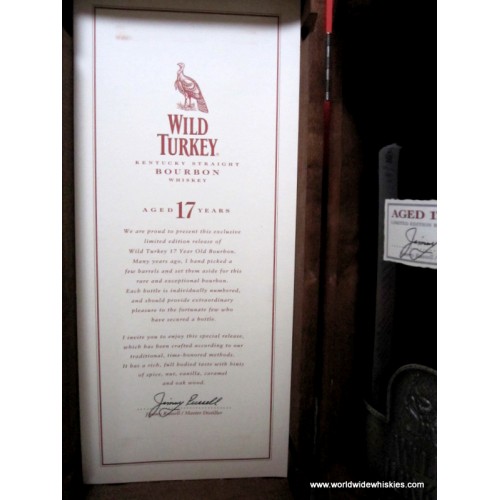 WILD
TURKEY
KENTUCKY STRAIGHT
BOURBON
WHISKEY
AGED 17 YEARS
We are proud to present this exclusive
limited edition release of
Wild Turkey 17 Year Old Bourbon.
Many years ago, I hand picked a
few barrels and set them aside for this
rare and exceptional bourbon.
Each bottle is individually numbered,
and should provide extraordinary
pleasure to the fortunate few who
have secured a bottle.
I invite you to enjoy this special release,
which has been crafted according to our
traditional, time-honored methods.
It has a rich, full bodied taste with hints
of spice, nut, vanilla, caramel
and oak wood.
Jimmy Russell
Jimmy Russell / Master Distiller
AGED 1
LIMITED EDITION
Jimmy
www.worldwidewhiskies.com